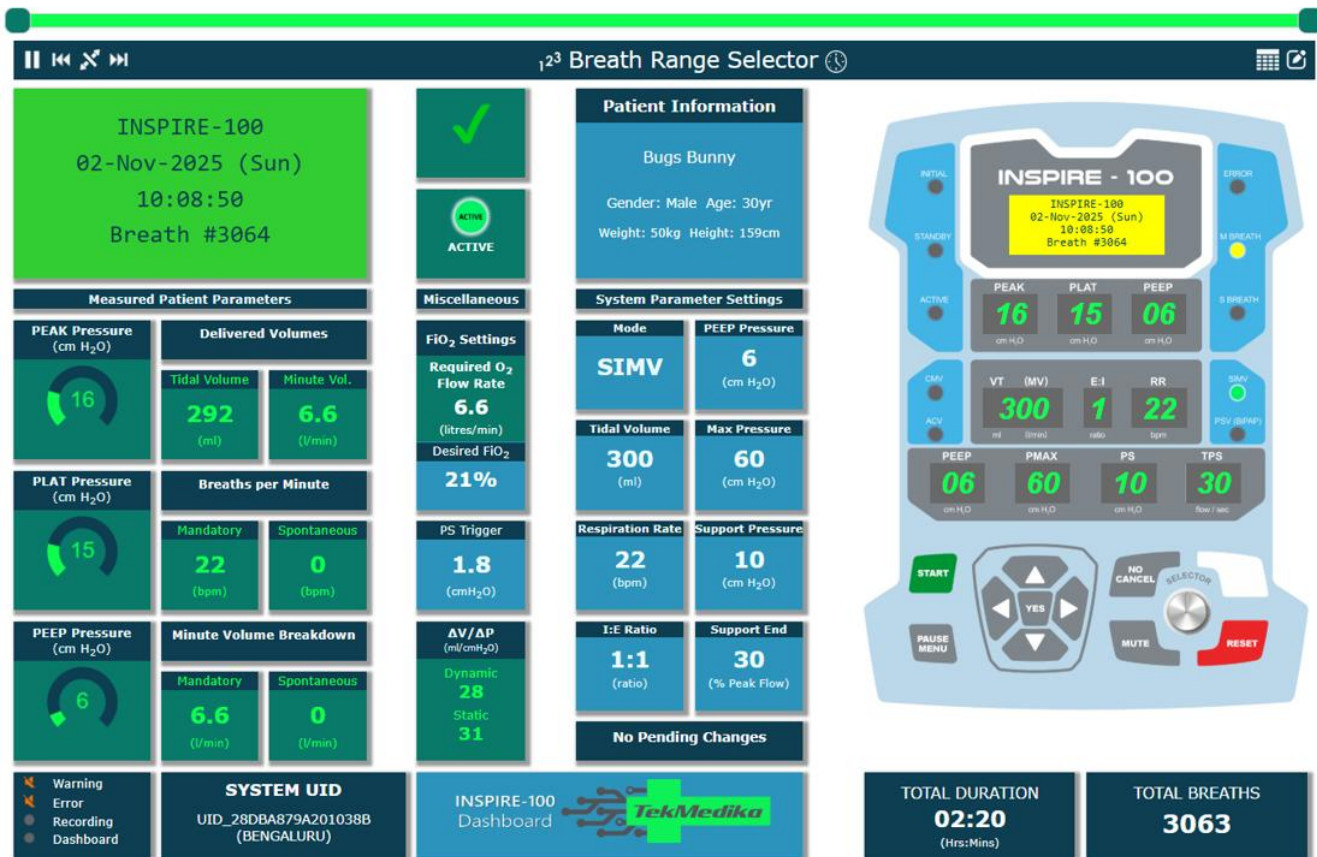 123 Breath Range Selector
INSPIRE-100
02-Nov-2025 (Sun)
10:08:50
Breath #3064
ACTIVE
ACTIVE
Patient Information
Bugs Bunny
Gender: Male Age: 30yr
Weight: 50kg Height: 159cm
Measured Patient Parameters
Miscellaneous
System Parameter Settings
PEAK Pressure
(cm H2O)
16
Delivered Volumes
Tidal Volume
292
(ml)
Minute Vol.
6.6
(l/min)
PLAT Pressure
(cm H2O)
15
Breaths per Minute
Mandatory
22
(bpm)
Spontaneous
0
(bpm)
PEEP Pressure
(cm H2O)
6
Minute Volume Breakdown
Mandatory
6.6
(l/min)
Spontaneous
0
(l/min)
FiO2 Settings
Required O2
Flow Rate
6.6
(litres/min)
Desired FiO2
21%
PS Trigger
1.8
(cmH2O)
ΔV/ΔP
(ml/cmH2O)
Dynamic
28
Static
31
Mode
SIMV
PEEP Pressure
6
(cm H2O)
Tidal Volume
300
(ml)
Max Pressure
60
(cm H2O)
Respiration Rate
22
(bpm)
Support Pressure
10
(cm H2O)
I:E Ratio
1:1
(ratio)
Support End
30
(% Peak Flow)
No Pending Changes
INITIAL
STANDBY
ACTIVE
CMV
ACV
ERROR
M BREATH
S BREATH
SIMV
PSV (BiPAP)
INSPIRE - 100
INSPIRE-100
02-Nov-2025 (Sun)
10:08:50
Breath #3064
PEAK PLAT PEEP
16 15 06
cm H2O cm H2O cm H2O
VT (MV) E:I RR
300 1 22
ml (l/min) ratio bpm
PEEP PMAX PS TPS
06 60 10 30
cm H2O cm H2O cm H2O flow / sec
START
PAUSE
MENU
YES
NO
CANCEL
SELECTOR
MUTE
RESET
Warning
Error
Recording
Dashboard
SYSTEM UID
UID_28DBA879A201038B
(BENGALURU)
INSPIRE-100
Dashboard
TekMedika
TOTAL DURATION
02:20
(Hrs:Mins)
TOTAL BREATHS
3063